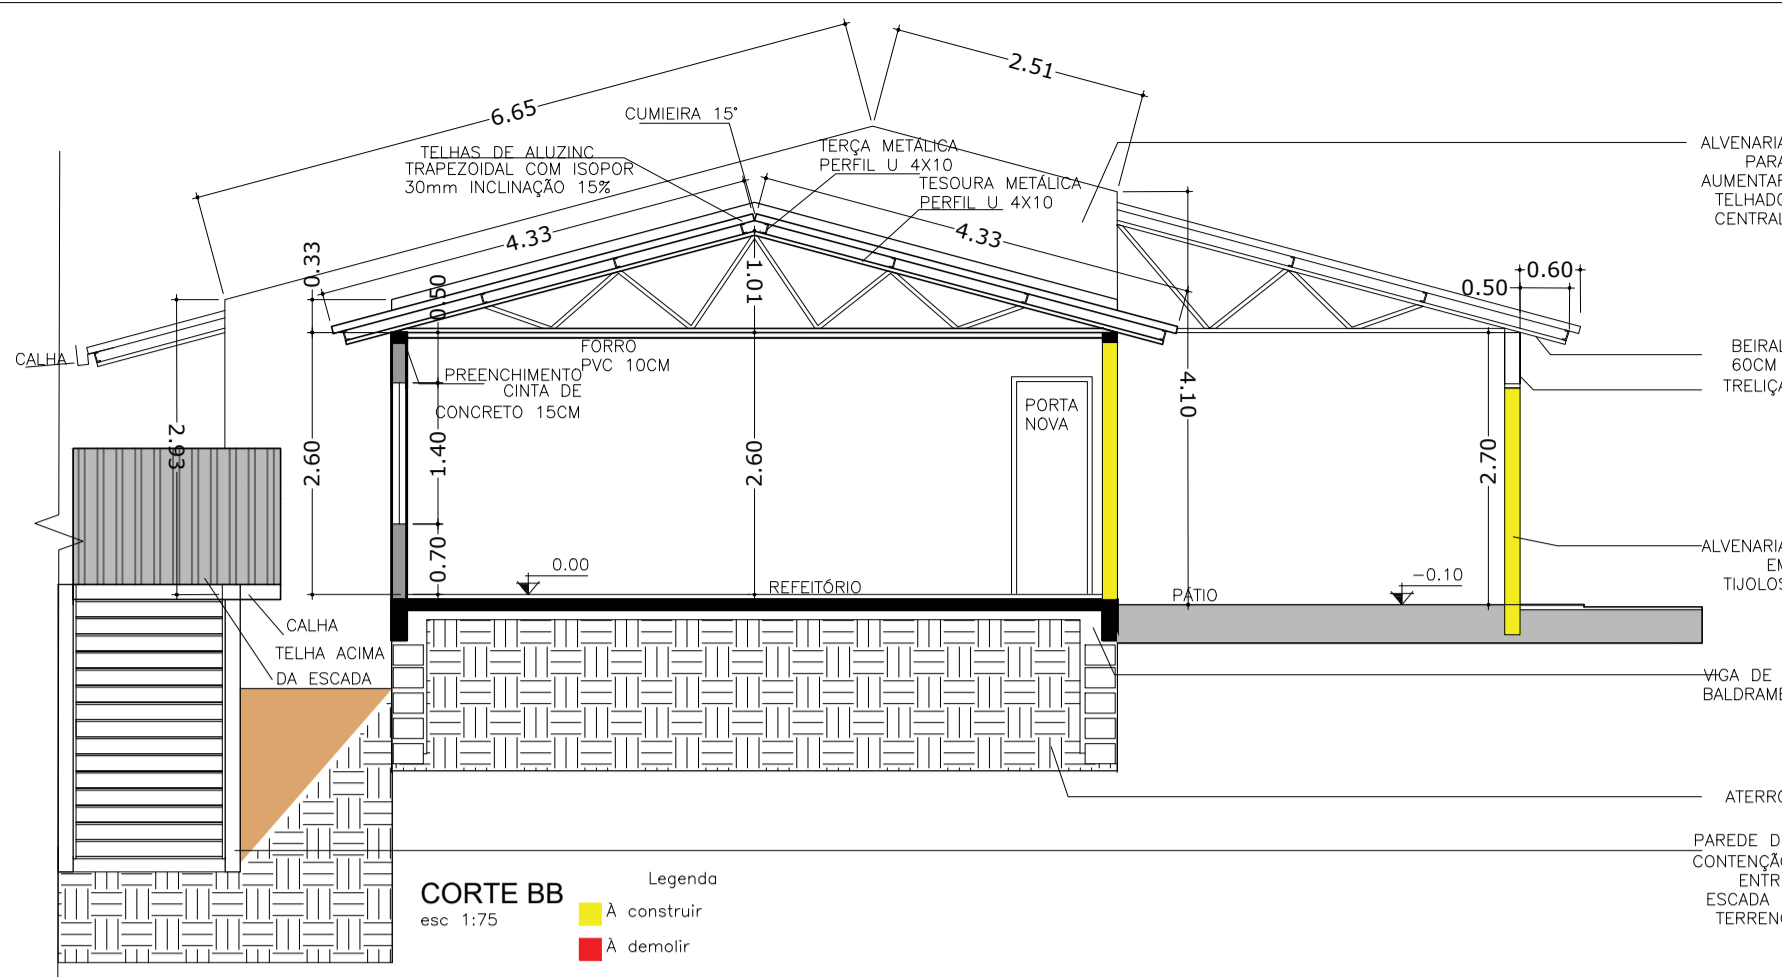 6.65
2.51
CUMIEIRA 15°
TELHAS DE ALUZINC
TRAPEZOIDAL COM ISOPOR
30mm INCLINAÇÃO 15%
TERÇA METÁLICA
PERFIL U 4X10
TESOURA METÁLICA
PERFIL U 4X10
ALVENARIA
PARA
AUMENTAR
TELHADO
CENTRAL
4.33
4.33
0.33
0.50
1.01
0.60
0.50
CALHA
FORRO
PVC 10CM
PREENCHIMENTO
CINTA DE
CONCRETO 15CM
BEIRAL
60CM
TRELIÇA
PORTA
NOVA
4.10
2.93
2.60
1.40
2.60
2.70
0.70
0.00
REFEITÓRIO
PÁTIO
-0.10
ALVENARIA
EM
TIJOLOS
CALHA
TELHA ACIMA
DA ESCADA
VIGA DE
BALDRAME
ATERRO
PAREDE D
CONTENÇÃO
ENTR
ESCADA
TERRENO
CORTE BB
esc 1:75
Legenda
À construir
À demolir